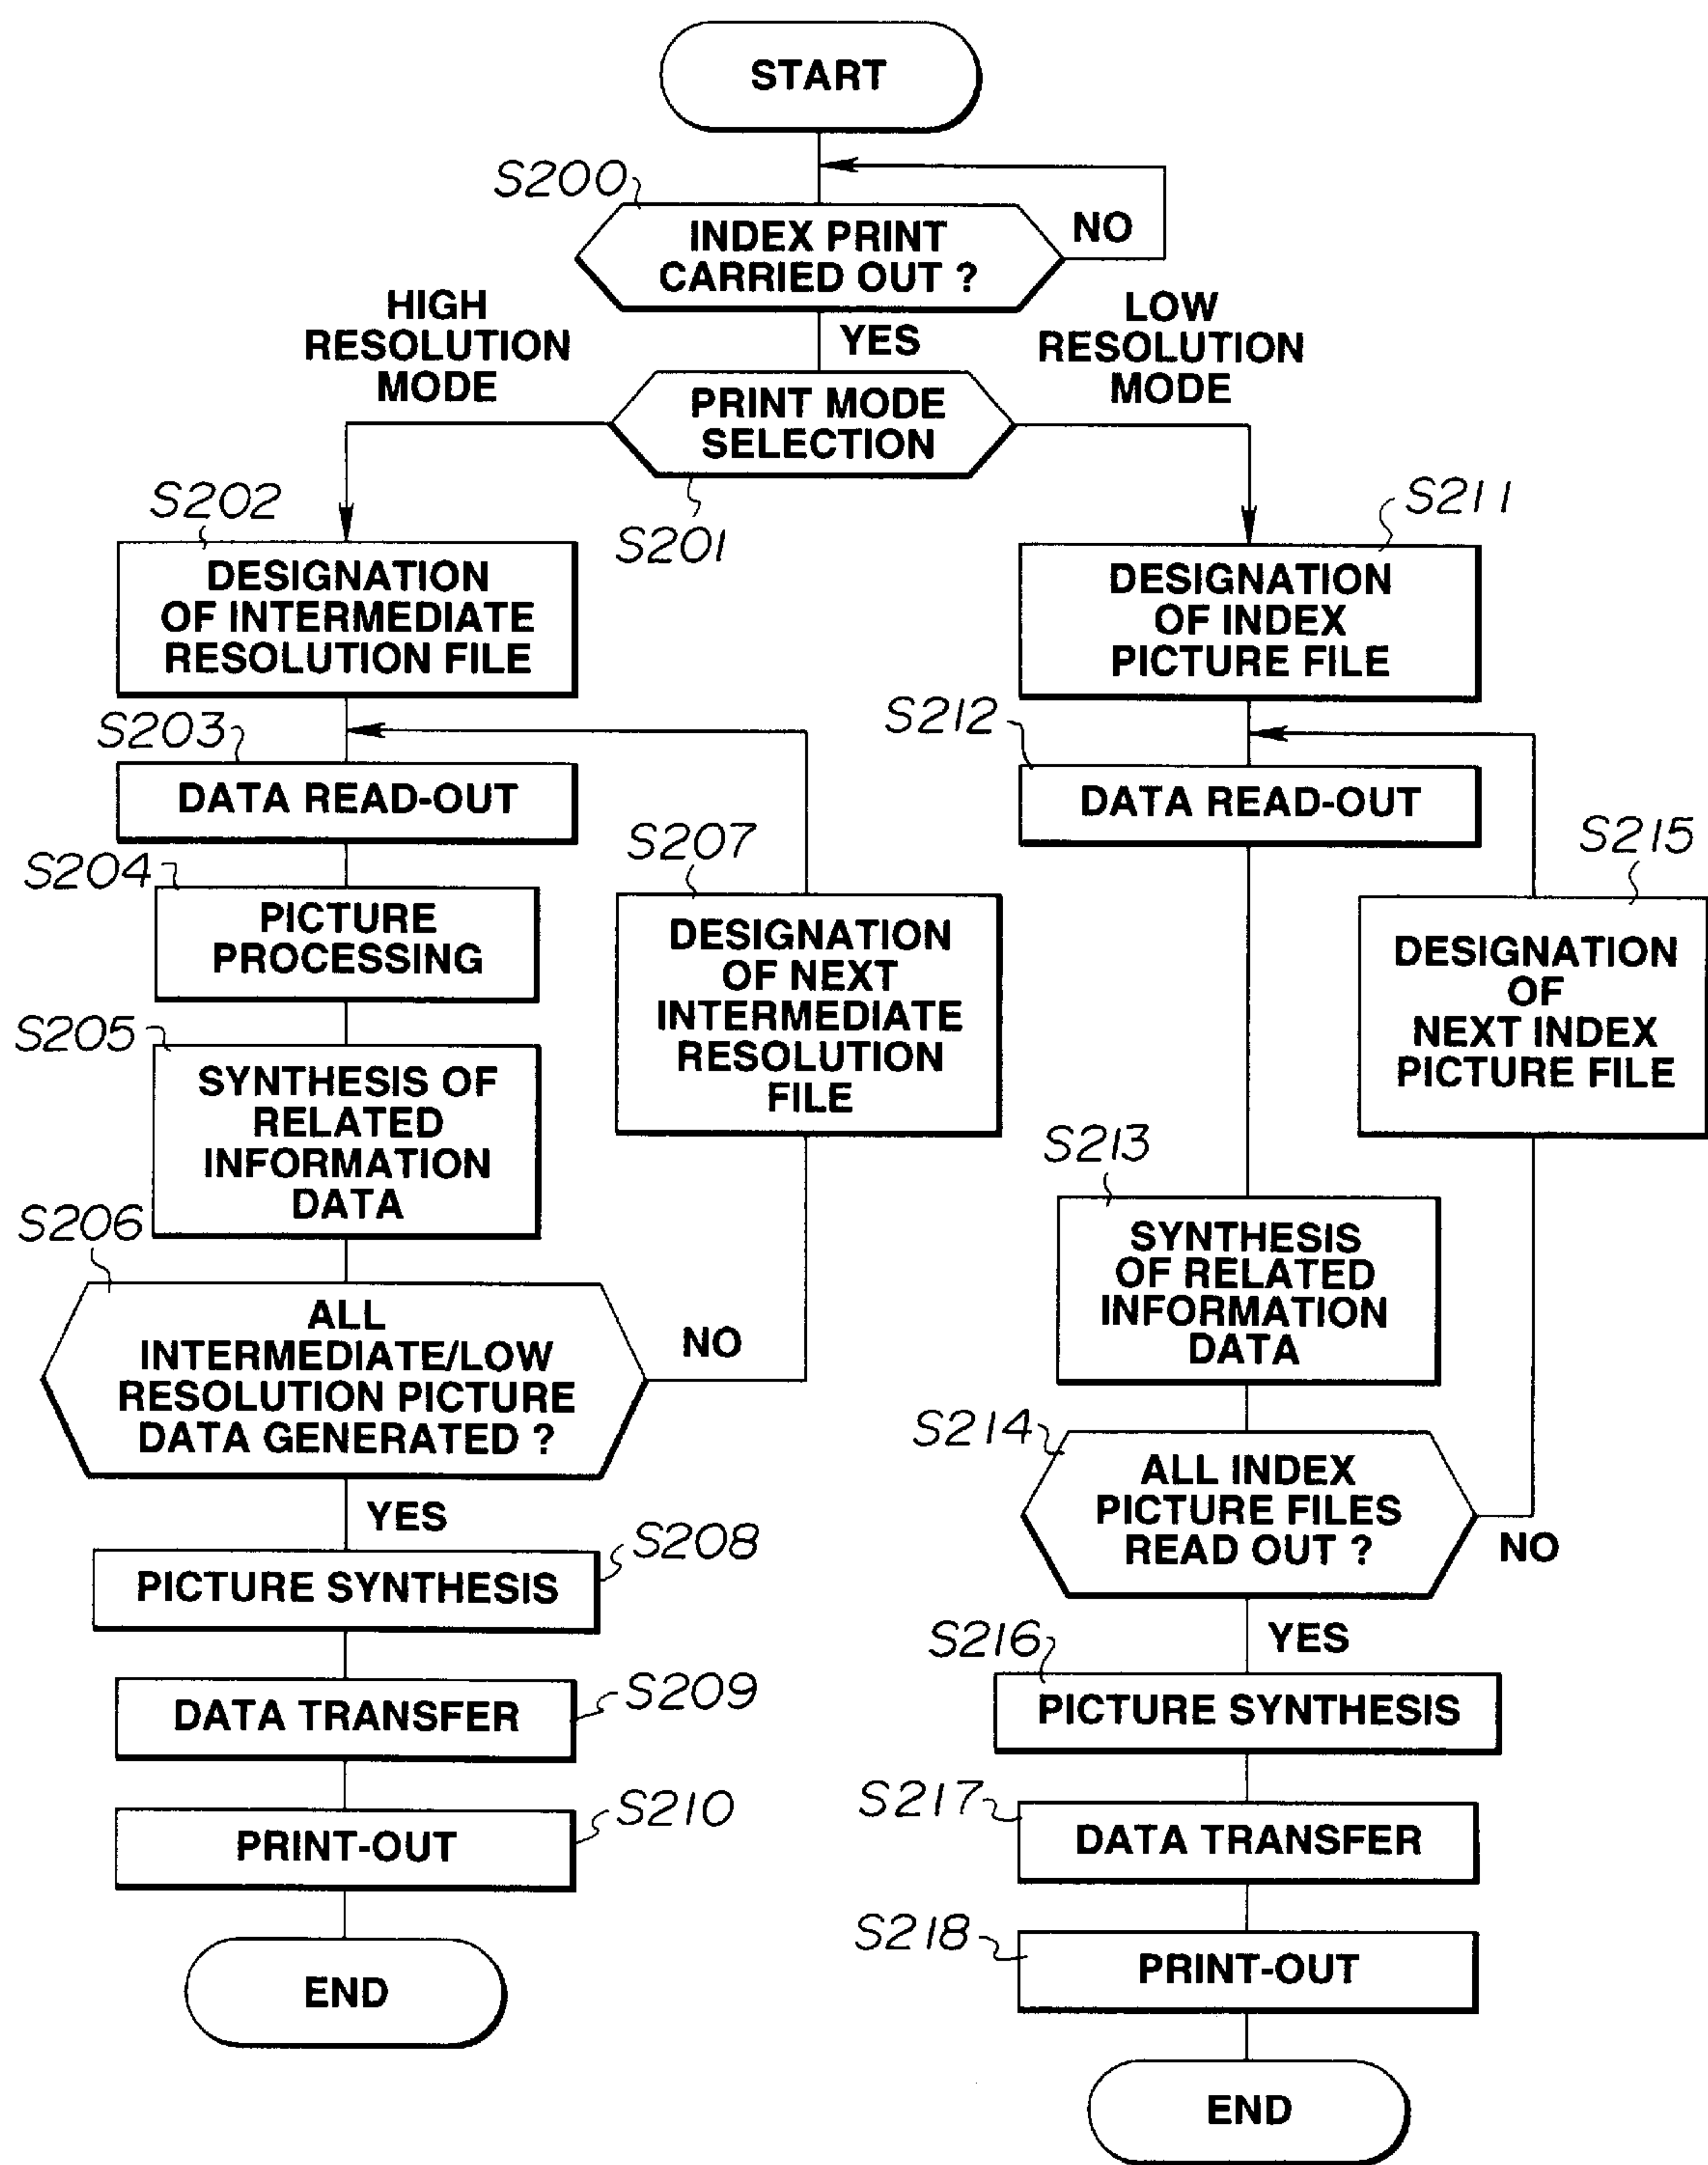 START
S200
INDEX PRINT
CARRIED OUT ?
NO
YES
HIGH
RESOLUTION
MODE
LOW
RESOLUTION
MODE
PRINT MODE
SELECTION
S201
S202
DESIGNATION
OF INTERMEDIATE
RESOLUTION FILE
S203
DATA READ-OUT
S204
PICTURE
PROCESSING
S205
SYNTHESIS OF
RELATED
INFORMATION
DATA
S206
ALL
INTERMEDIATE/LOW
RESOLUTION PICTURE
DATA GENERATED ?
NO
S207
DESIGNATION
OF NEXT
INTERMEDIATE
RESOLUTION
FILE
YES
S208
PICTURE SYNTHESIS
S209
DATA TRANSFER
S210
PRINT-OUT
END
S211
DESIGNATION
OF INDEX
PICTURE FILE
S212
DATA READ-OUT
S213
SYNTHESIS
OF RELATED
INFORMATION
DATA
S214
ALL INDEX
PICTURE FILES
READ OUT ?
NO
S215
DESIGNATION
OF
NEXT INDEX
PICTURE FILE
YES
S216
PICTURE SYNTHESIS
S217
DATA TRANSFER
S218
PRINT-OUT
END